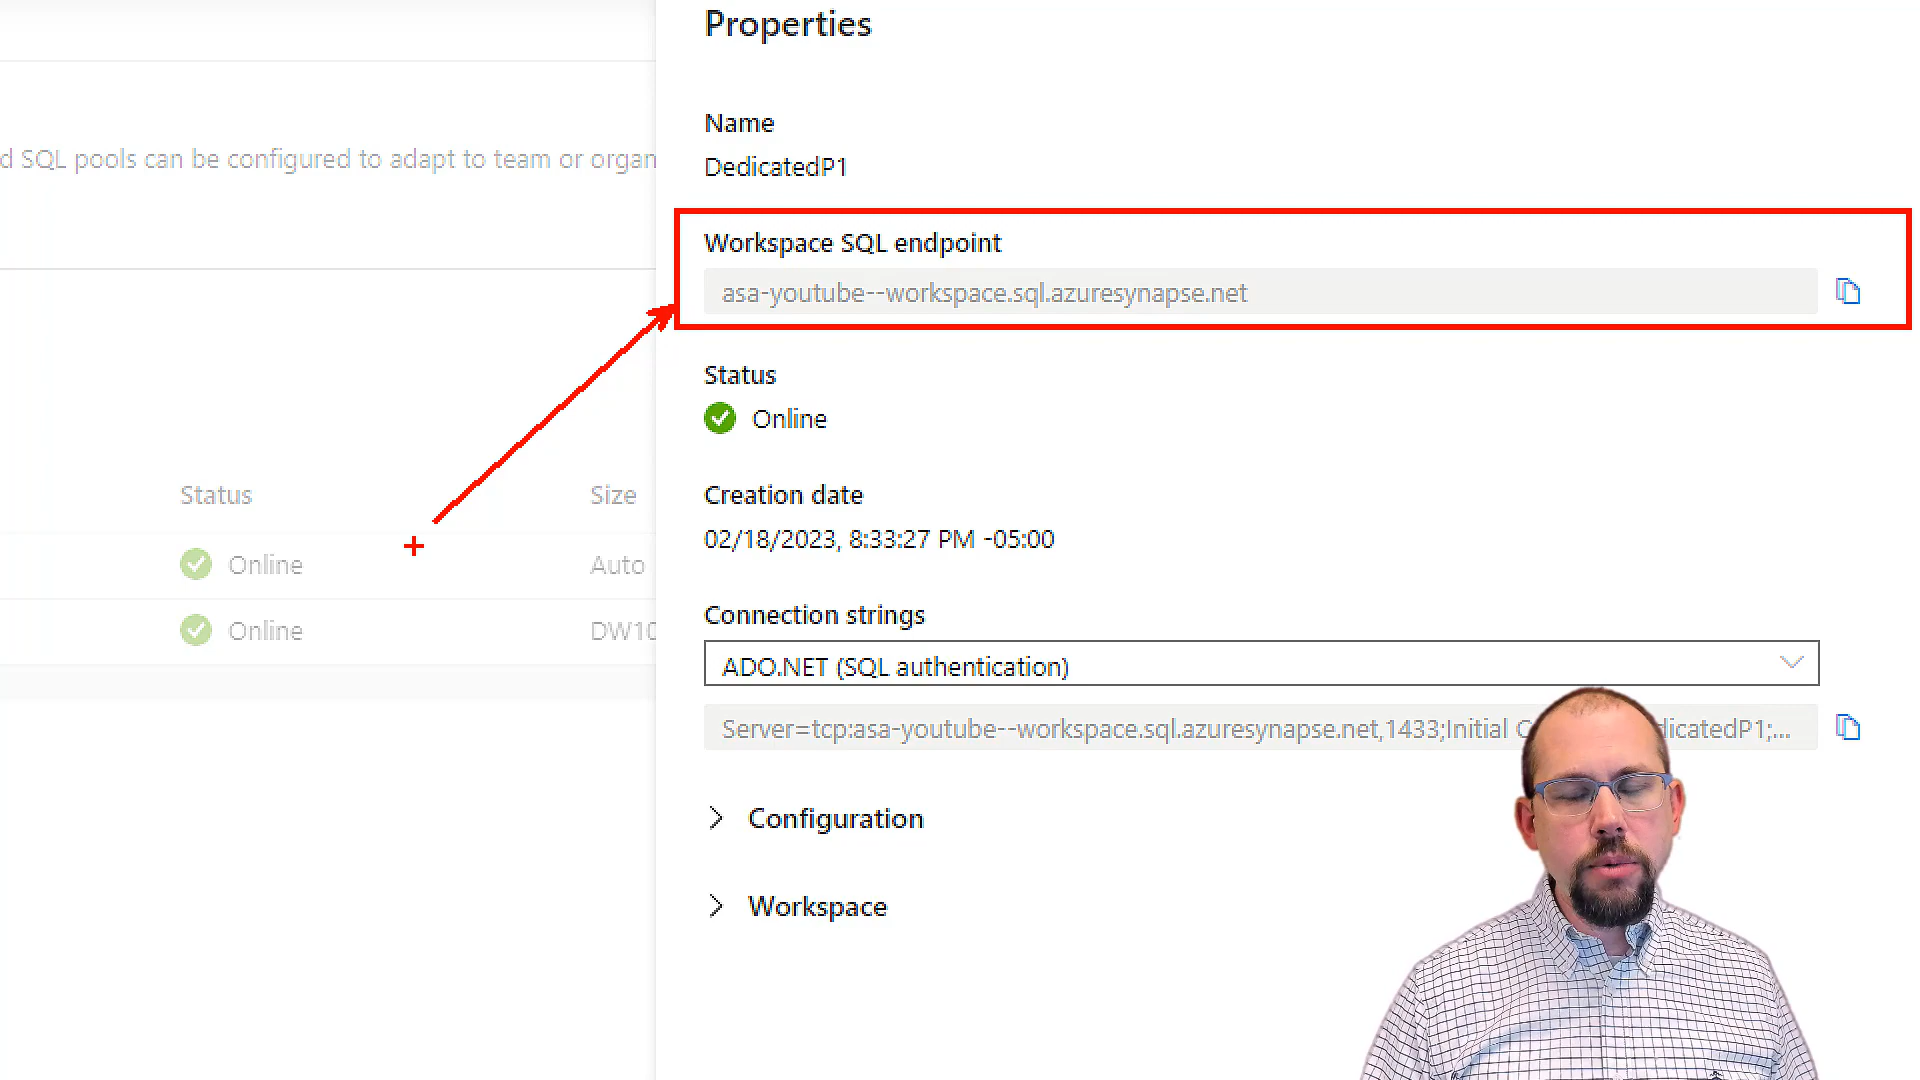 Properties
Name
DedicatedP1
d SQL pools can be configured to adapt to team or organ
Workspace SQL endpoint
asa-youtube--workspace.sql.azuresynapse.net
Status
Online
Creation date
02/18/2023, 8:33:27 PM -05:00
Status Size
Online Auto
Online DW10
Connection strings
ADO.NET (SQL authentication)
Server=tcp:asa-youtube--workspace.sql.azuresynapse.net,1433;Initial C dicatedP1;...
Configuration
Workspace